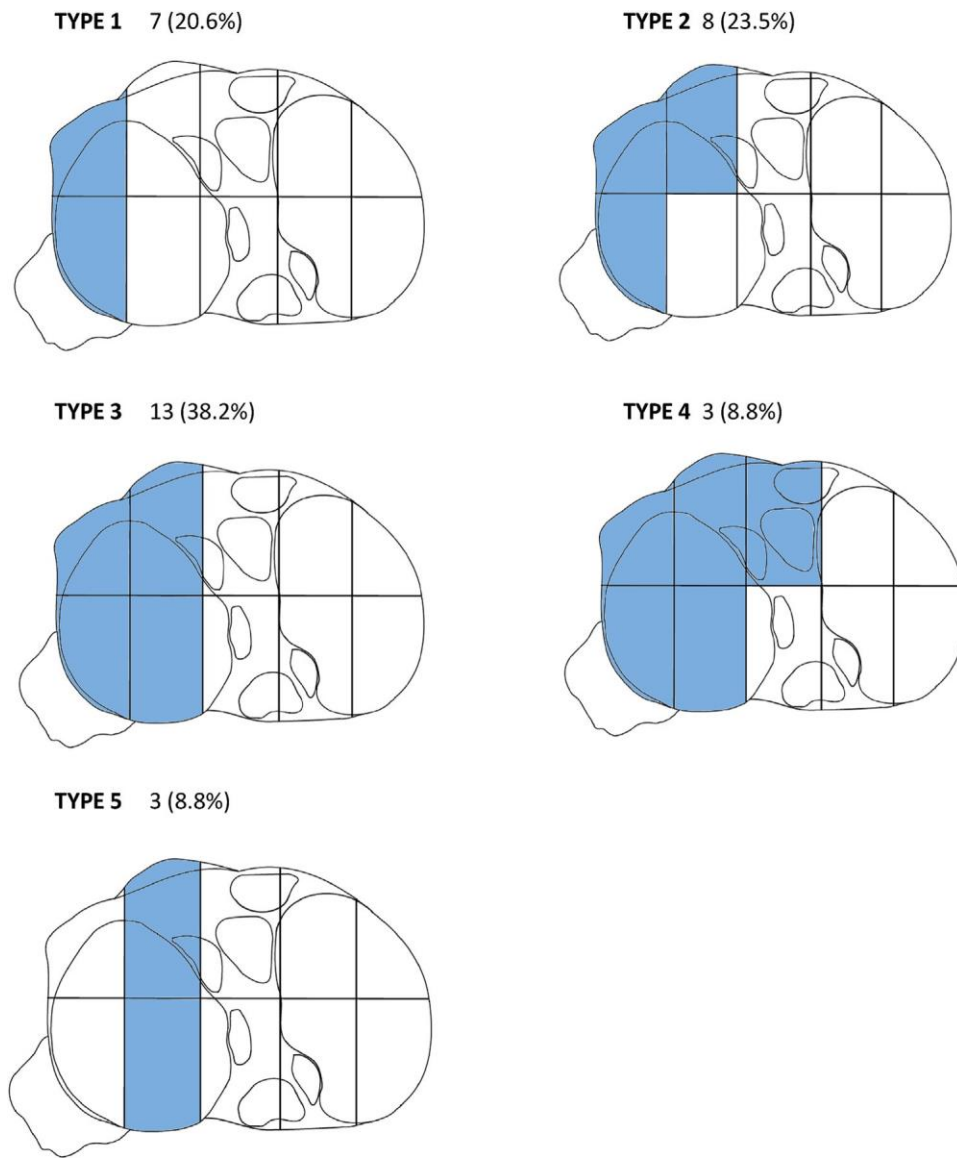 TYPE 1 7 (20.6%)
TYPE 2 8 (23.5%)
TYPE 3 13 (38.2%)
TYPE 4 3 (8.8%)
TYPE 5 3 (8.8%)